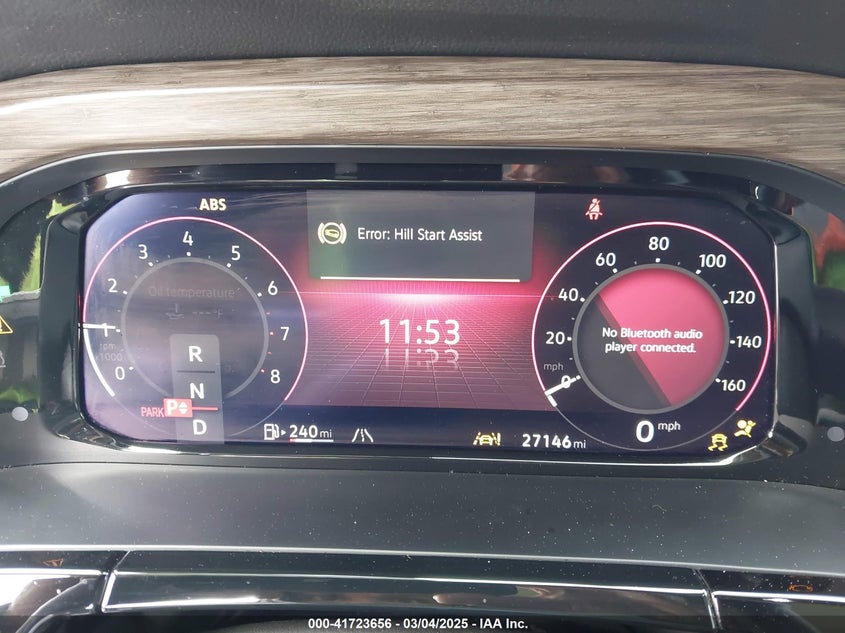 ABS
Error: Hill Start Assist
Oil temperature
---F
0 1 2 3 4 5 6 7 8
rpm
x1000
R
N
PARK P
D
11:53
0 20 40 60 80 100 120 140 160
mph
No Bluetooth audio
player connected.
0 mph
240 mi
27146 mi
000-41723656 - 03/04/2025 - IAA Inc.